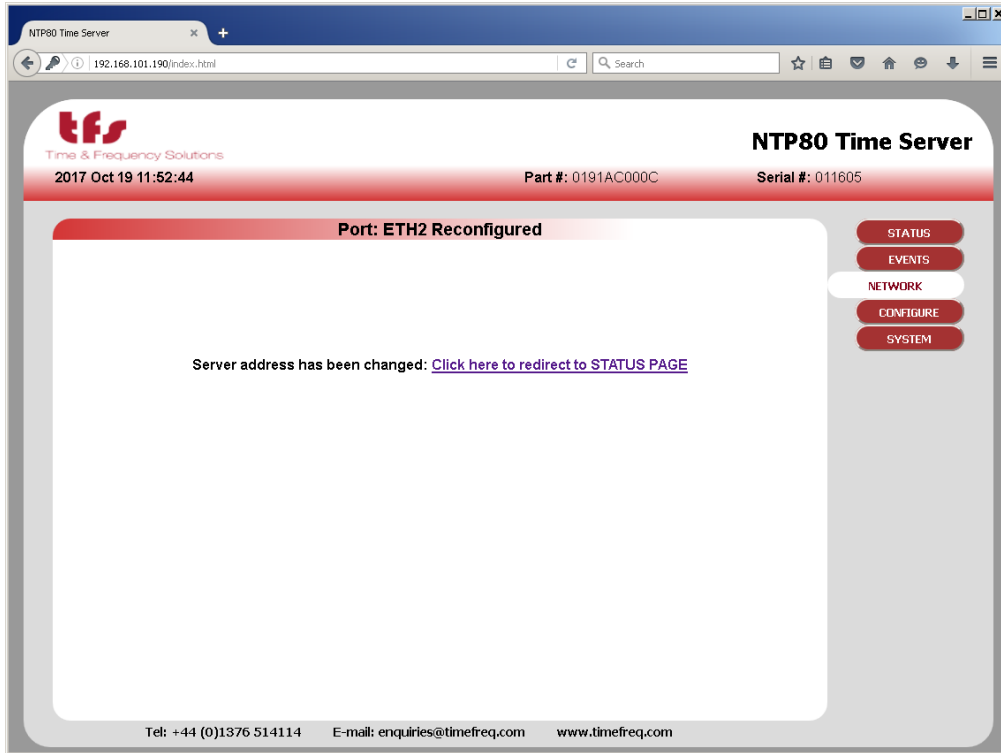 NTP80 Time Server
192.168.101.190/index.html
Search
tfs
Time & Frequency Solutions
NTP80 Time Server
2017 Oct 19 11:52:44 Part #: 0191AC000C Serial #: 011605
Port: ETH2 Reconfigured
Server address has been changed: Click here to redirect to STATUS PAGE
STATUS
EVENTS
NETWORK
CONFIGURE
SYSTEM
Tel: +44 (0)1376 514114 E-mail: enquiries@timefreq.com www.timefreq.com